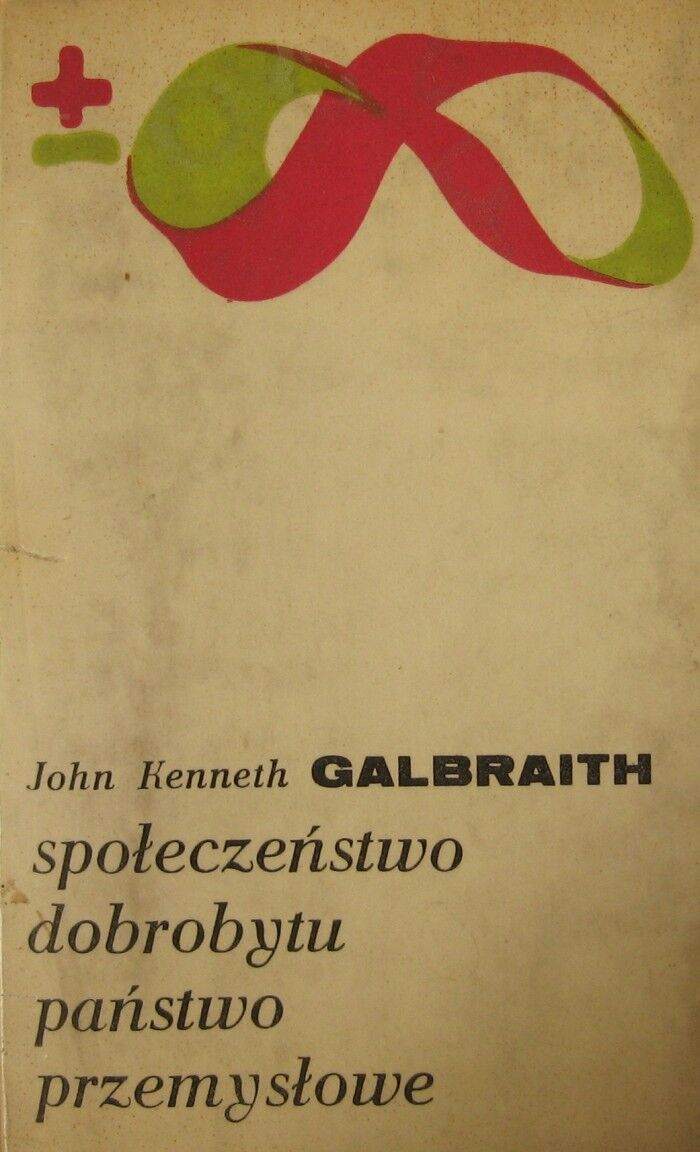 John Kenneth GALBRAITH
społeczeństwo
dobrobytu
państwo
przemysłowe